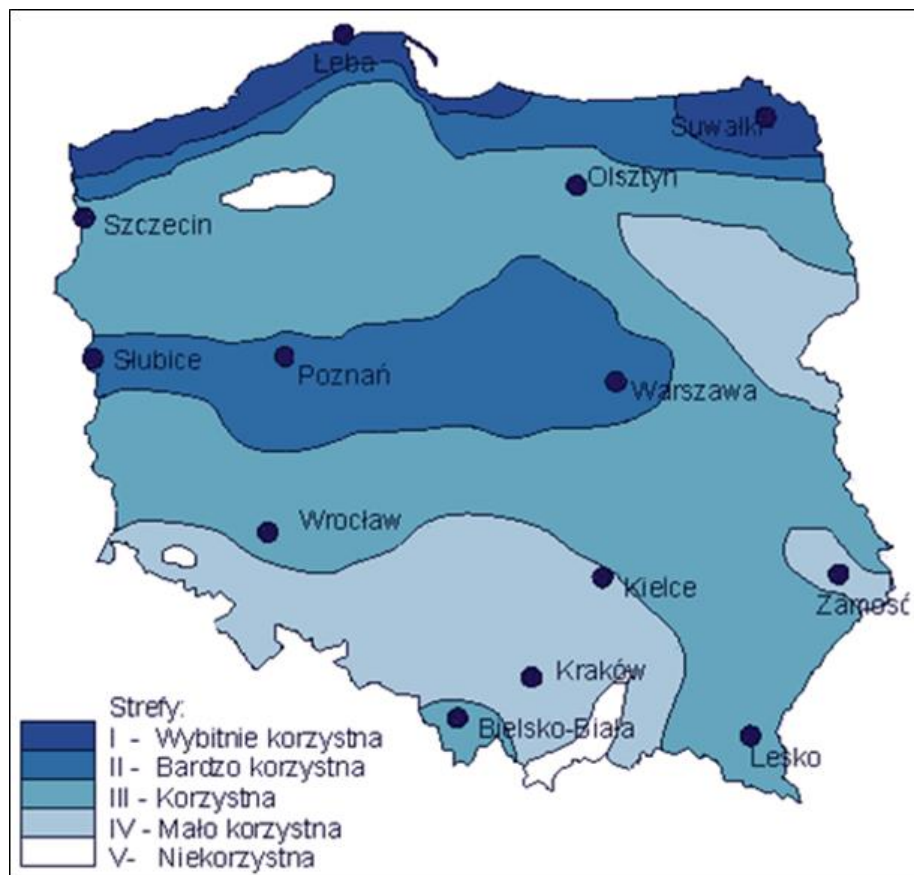 Łeba
Suwałki
Olsztyn
Szczecin
Słubice
Poznań
Warszawa
Wrocław
Kielce
Zamość
Kraków
Bielsko-Biała
Lesko
Strefy:
I - Wybitnie korzystna
II - Bardzo korzystna
III - Korzystna
IV - Mało korzystna
V- Niekorzystna